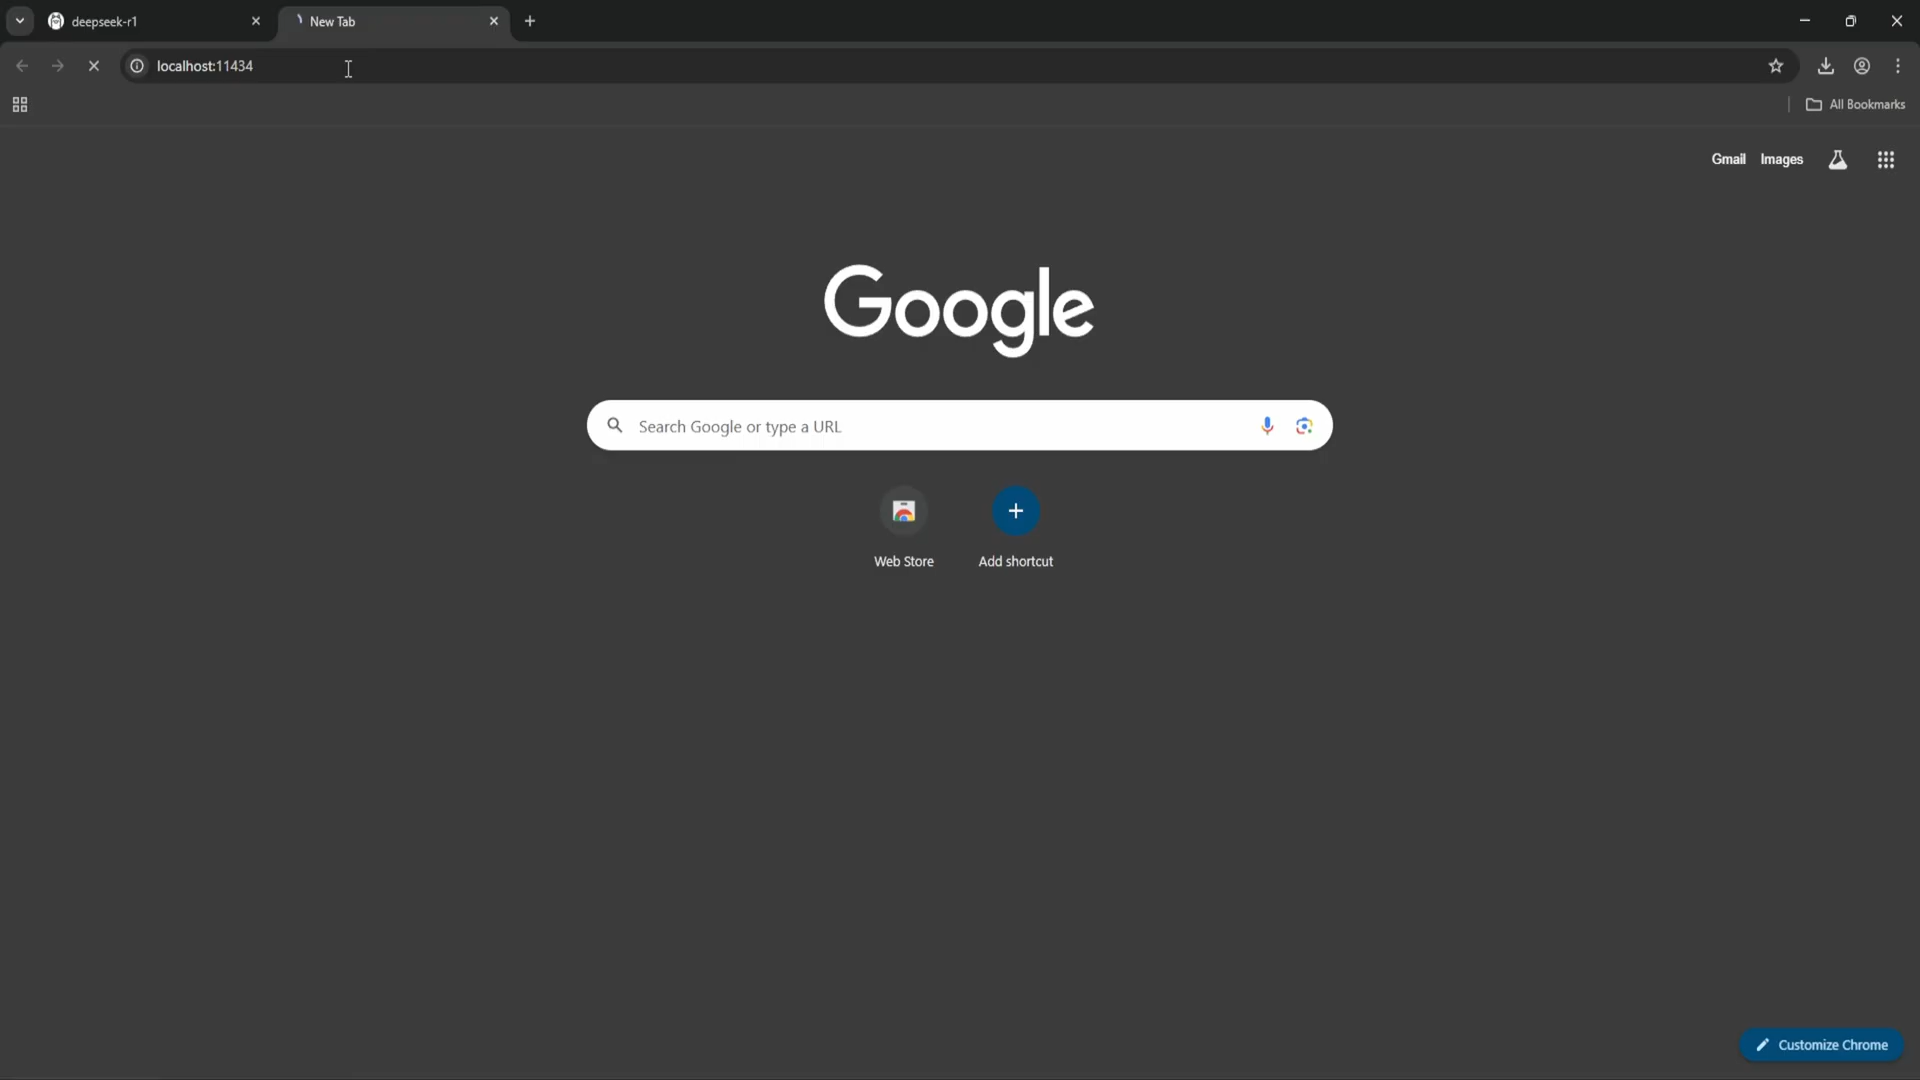 deepseek-r1
New Tab
localhost:11434
All Bookmarks
Gmail Images
Google
Search Google or type a URL
Web Store
Add shortcut
Customize Chrome